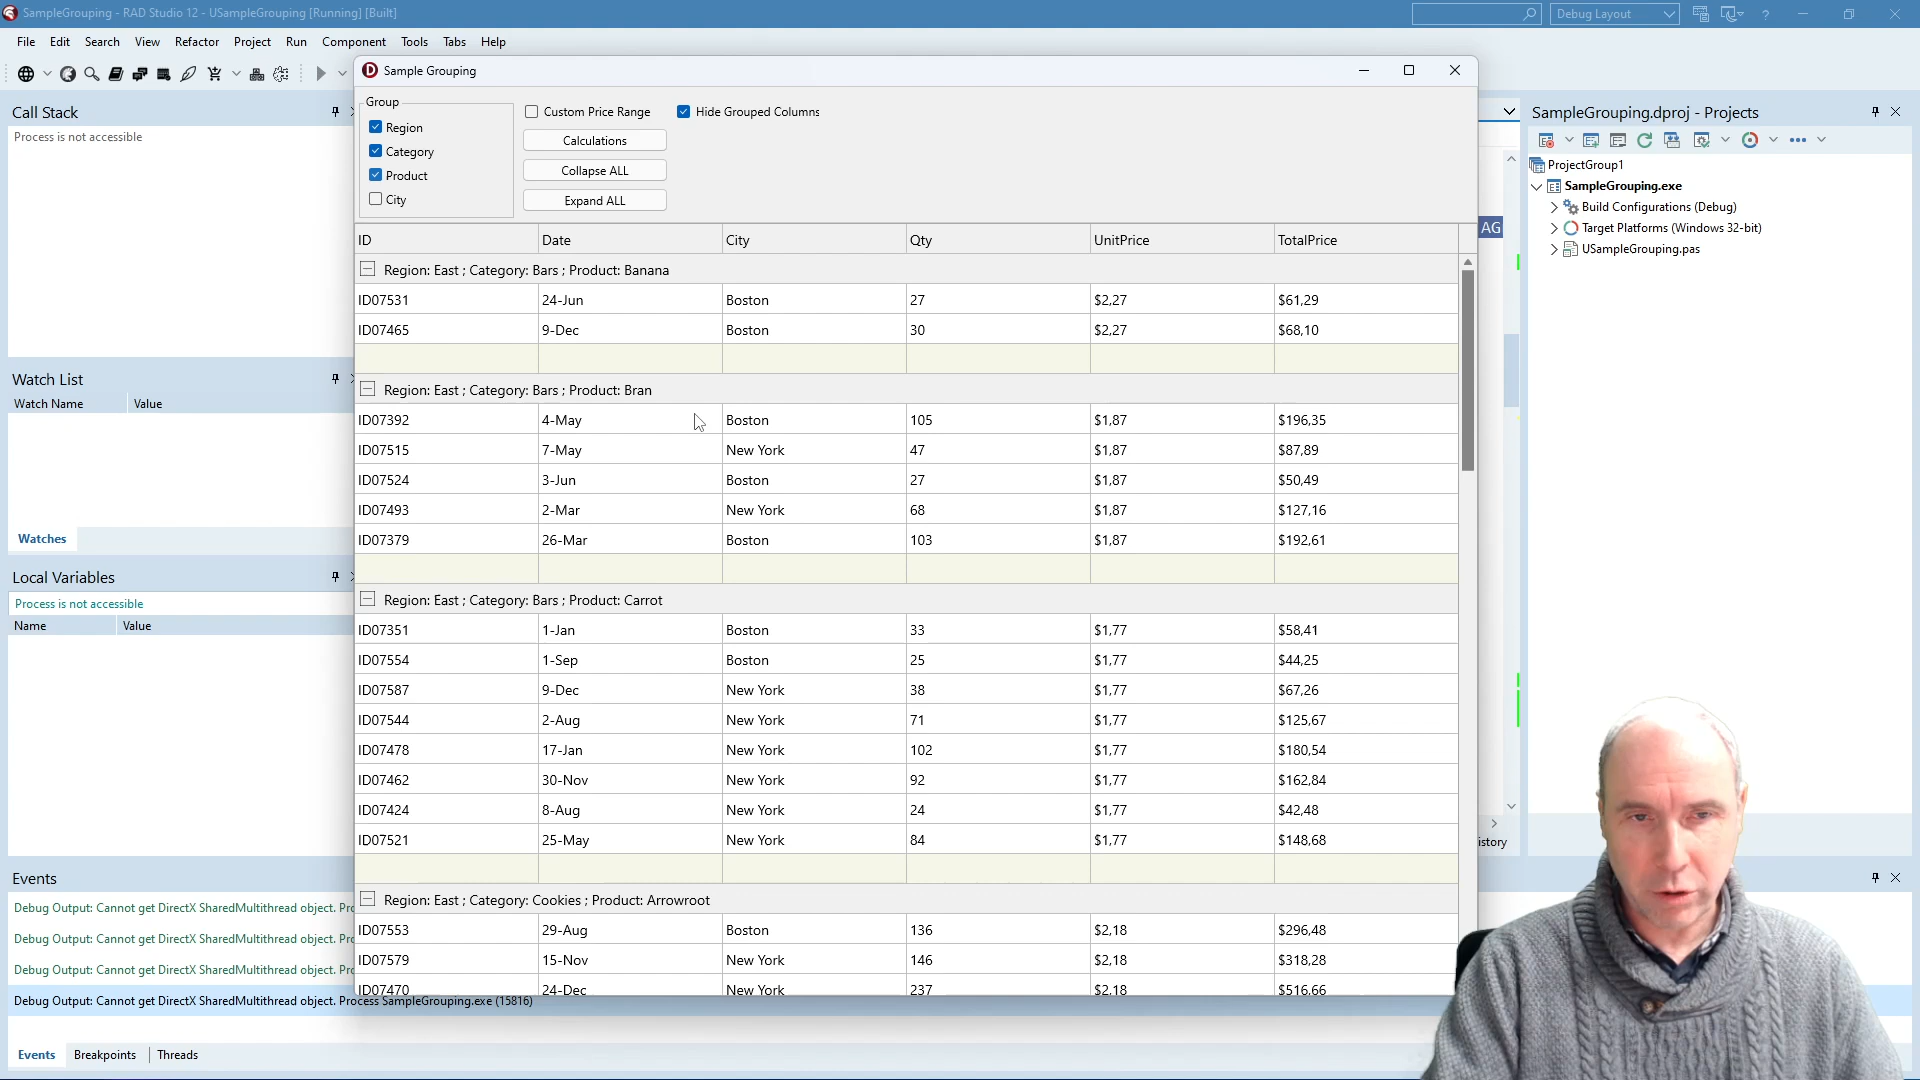 SampleGrouping - RAD Studio 12 - USampleGrouping [Running] [Built]
Debug Layout
?
File Edit Search View Refactor Project Run Component Tools Tabs Help
Call Stack
Process is not accessible
Watch List
Watch Name Value
Watches
Local Variables
Process is not accessible
Name Value
Events
Debug Output: Cannot get DirectX SharedMultithread object. Prc
Debug Output: Cannot get DirectX SharedMultithread object. Prc
Debug Output: Cannot get DirectX SharedMultithread object. Prc
Debug Output: Cannot get DirectX SharedMultithread object. Process SampleGrouping.exe (15816)
Events Breakpoints Threads
Sample Grouping
Group
Region
Category
Product
City
Custom Price Range
Hide Grouped Columns
Calculations
Collapse ALL
Expand ALL
ID Date City Qty UnitPrice TotalPrice
Region: East ; Category: Bars ; Product: Banana
ID07531 24-Jun Boston 27 $2,27 $61,29
ID07465 9-Dec Boston 30 $2,27 $68,10
Region: East ; Category: Bars ; Product: Bran
ID07392 4-May Boston 105 $1,87 $196,35
ID07515 7-May New York 47 $1,87 $87,89
ID07524 3-Jun Boston 27 $1,87 $50,49
ID07493 2-Mar New York 68 $1,87 $127,16
ID07379 26-Mar Boston 103 $1,87 $192,61
Region: East ; Category: Bars ; Product: Carrot
ID07351 1-Jan Boston 33 $1,77 $58,41
ID07554 1-Sep Boston 25 $1,77 $44,25
ID07587 9-Dec New York 38 $1,77 $67,26
ID07544 2-Aug New York 71 $1,77 $125,67
ID07478 17-Jan New York 102 $1,77 $180,54
ID07462 30-Nov New York 92 $1,77 $162,84
ID07424 8-Aug New York 24 $1,77 $42,48
ID07521 25-May New York 84 $1,77 $148,68
Region: East ; Category: Cookies ; Product: Arrowroot
ID07553 29-Aug Boston 136 $2,18 $296,48
ID07579 15-Nov New York 146 $2,18 $318,28
ID07470 24-Dec New York 237 $2,18 $516,66
AG
istory
SampleGrouping.dproj - Projects
ProjectGroup1
SampleGrouping.exe
Build Configurations (Debug)
Target Platforms (Windows 32-bit)
USampleGrouping.pas